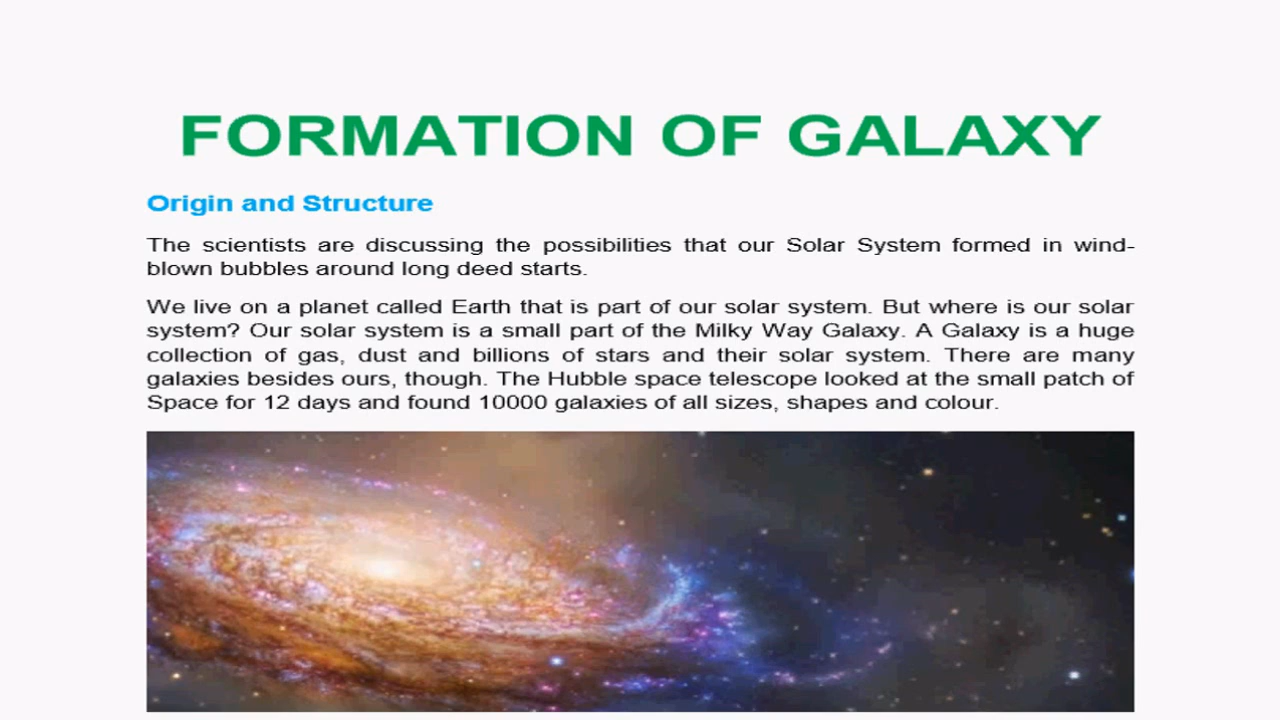 FORMATION OF GALAXY
Origin and Structure
The scientists are discussing the possibilities that our Solar System formed in wind-
blown bubbles around long deed starts.
We live on a planet called Earth that is part of our solar system. But where is our solar
system? Our solar system is a small part of the Milky Way Galaxy. A Galaxy is a huge
collection of gas, dust and billions of stars and their solar system. There are many
galaxies besides ours, though. The Hubble space telescope looked at the small patch of
Space for 12 days and found 10000 galaxies of all sizes, shapes and colour.